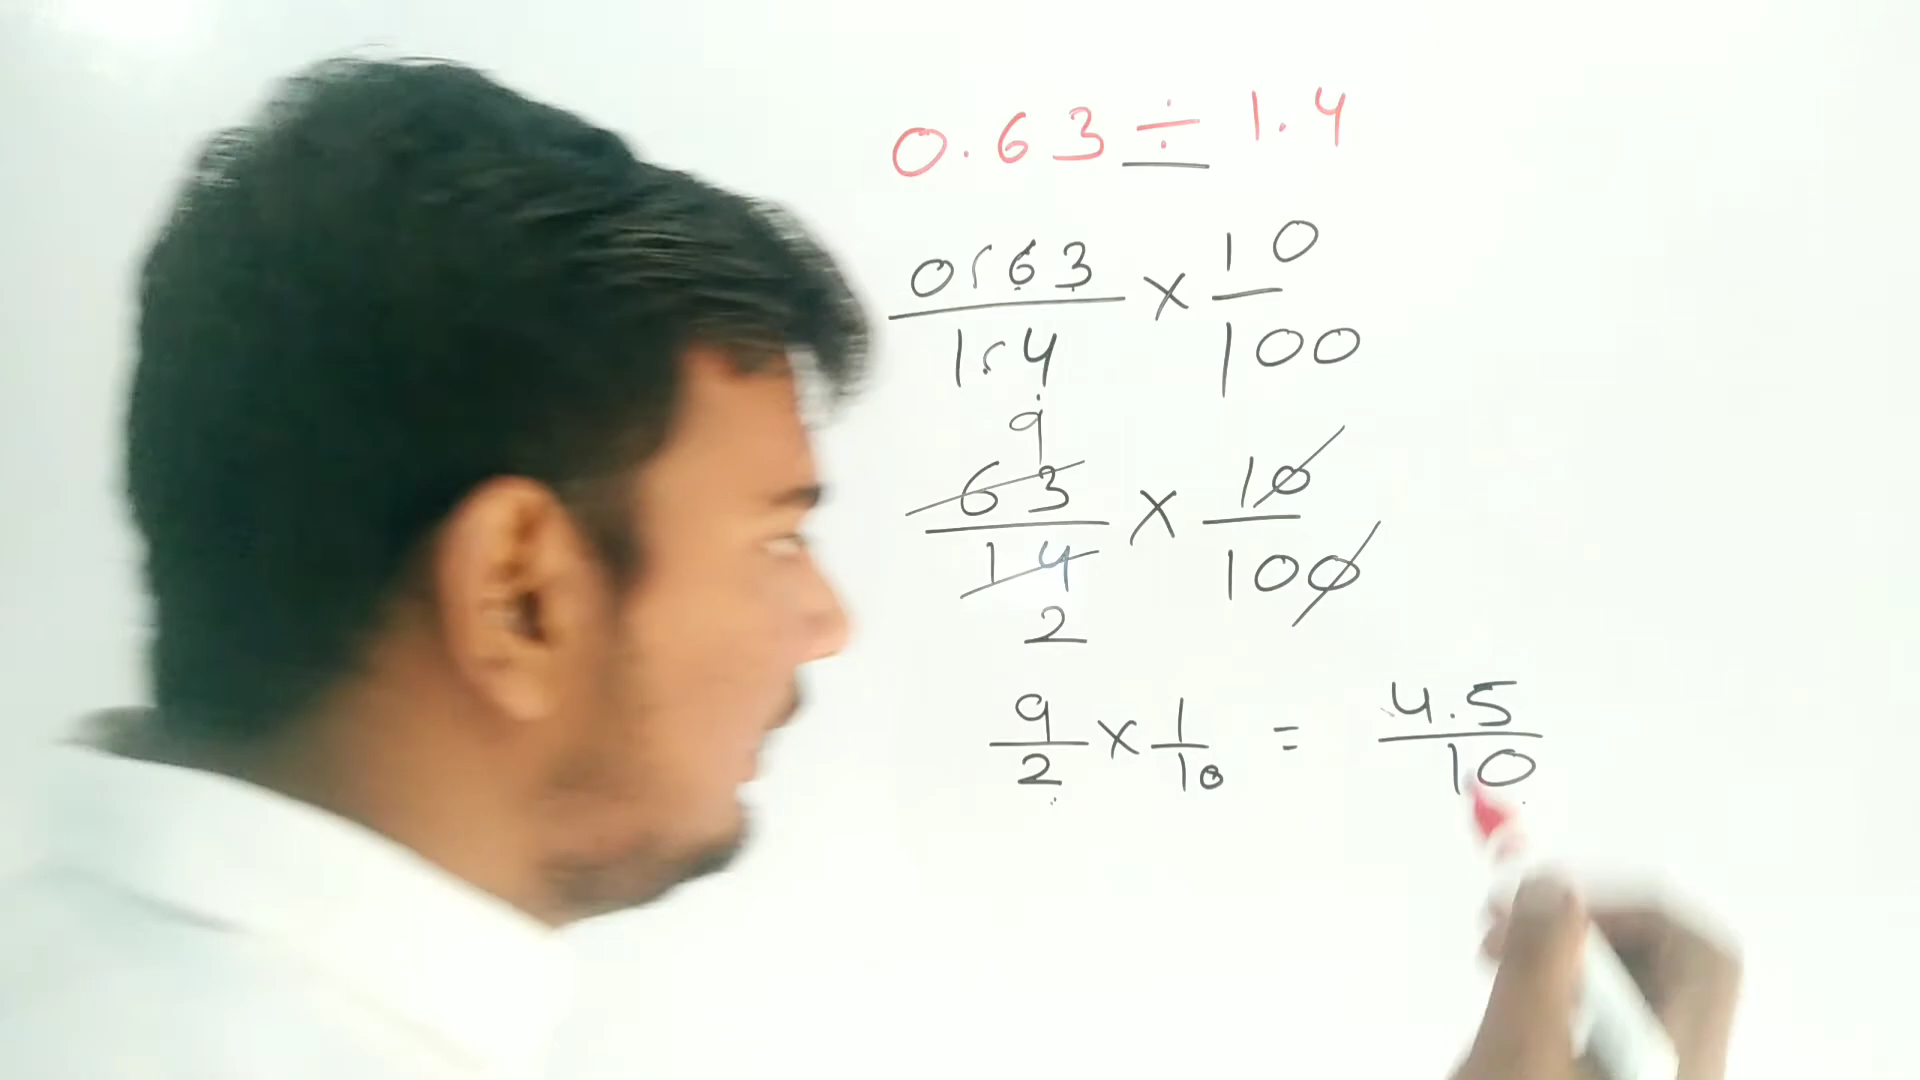 0.63 ÷ 1.4
0.63/1.4 × 10/100
9
63/14 × 10/100
2
9/2 × 1/10 = 4.5/10